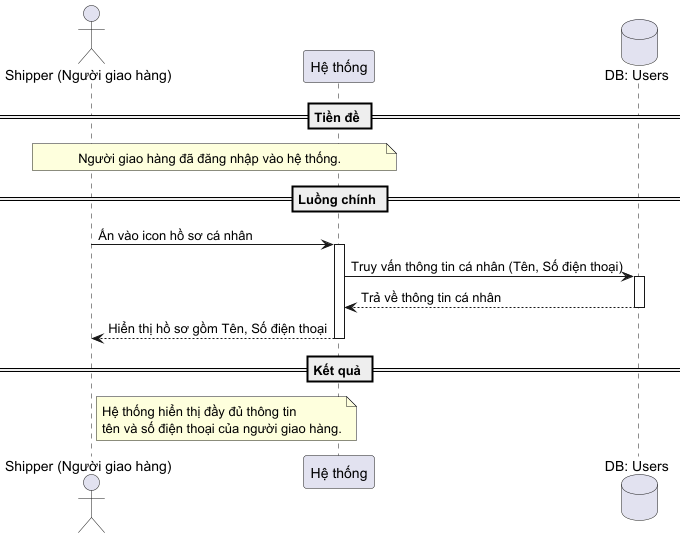 Shipper (Người giao hàng)
Hệ thống
DB: Users
Tiền đề
Người giao hàng đã đăng nhập vào hệ thống.
Luồng chính
Ấn vào icon hồ sơ cá nhân
Truy vấn thông tin cá nhân (Tên, Số điện thoại)
Trả về thông tin cá nhân
Hiển thị hồ sơ gồm Tên, Số điện thoại
Kết quả
Hệ thống hiển thị đầy đủ thông tin
tên và số điện thoại của người giao hàng.
Shipper (Người giao hàng)
Hệ thống
DB: Users